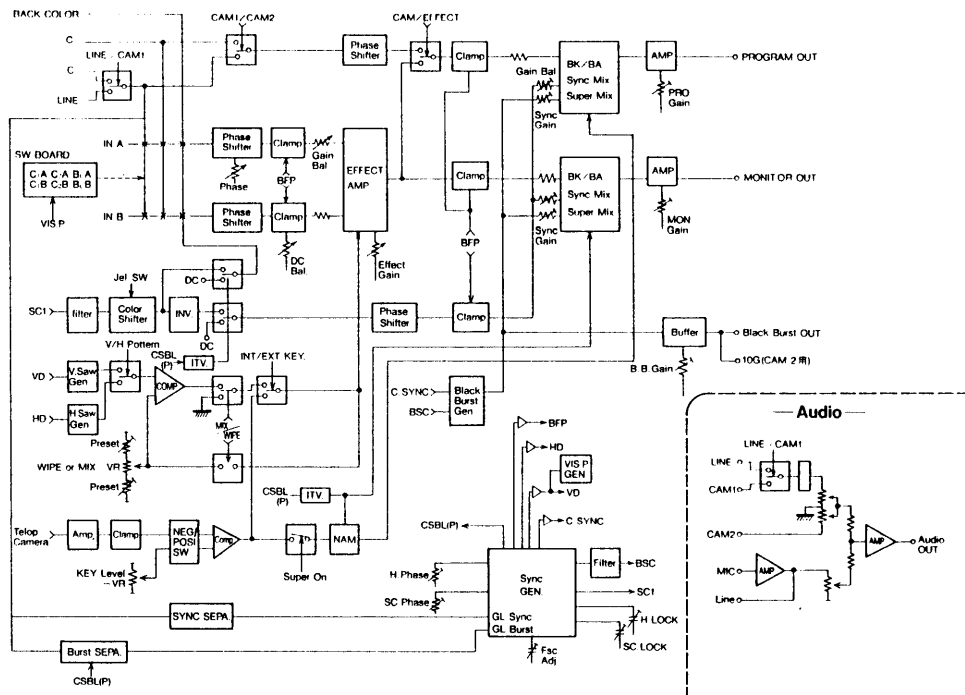 BACK COLOR
CAM1/CAM2
CAM/EFFECT
C
LINE - CAM1
C
LINE
Phase Shifter
Clamp
Gain Bal
Sync Gain
BK/BA
Sync Mix
Super Mix
AMP
PRO Gain
PROGRAM OUT
SW BOARD
VIS P
IN A
Phase Shifter
Phase
Clamp
Gain Bal
BFP
EFFECT AMP
IN B
Phase Shifter
Clamp
DC Bal.
Effect Gain
Clamp
BFP
Sync Gain
BK/BA
Sync Mix
Super Mix
AMP
MON Gain
MONITOR OUT
Jel SW
DC
SC1
filter
Color Shifter
INV.
DC
Phase Shifter
Clamp
Buffer
B.B Gain
Black Burst OUT
10G(CAM 2 用)
V/H Pattern
CSBL (P)
ITV.
INT/EXT KEY.
VD
V.Saw Gen
COMP
HD
H Saw Gen
MIX
WIPE
C SYNC
BSC
Black Burst Gen
Preset
WIPE or MIX
VR
Preset
CSBL (P)
ITV.
Telop Camera
Amp.
Clamp
NEG/ POSI SW
Comp
NAM
Super On
KEY Level
VR
BFP
HD
VIS P GEN.
VD
C SYNC
CSBL(P)
H Phase
SC Phase
Sync GEN.
GL Sync
GL Burst
Filter
BSC
SC1
H LOCK
SC LOCK
Fsc Adj
SYNC SEPA.
Burst SEPA.
CSBL(P)
Audio
LINE - CAM1
LINE
CAM1
CAM2
MIC
AMP
Line
AMP
Audio OUT